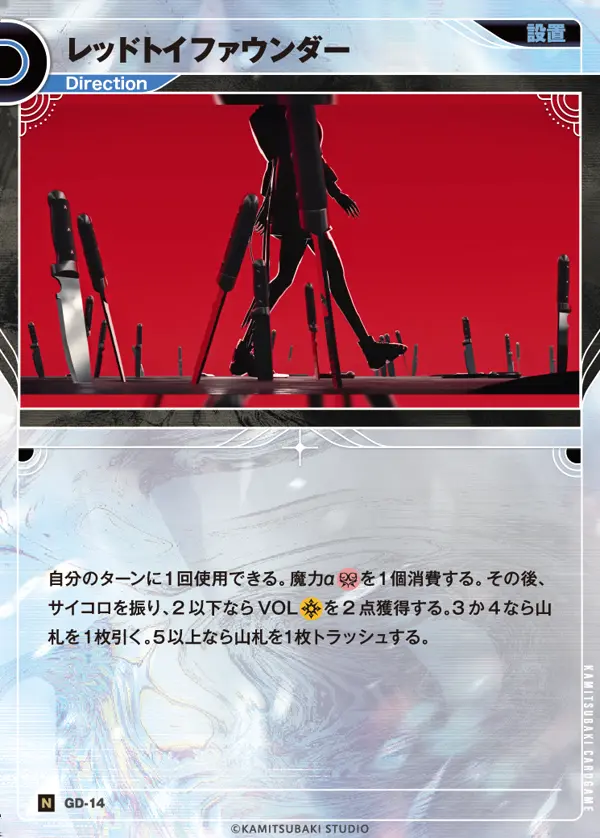 レッドトイファウンダー
設置
Direction
自分のターンに1回使用できる。魔力αを1個消費する。その後、
サイコロを振り、2以下ならVOLを2点獲得する。3か4なら山
札を1枚引く。5以上なら山札を1枚トラッシュする。
KAMITSUBAKI CARDGAME
N GD-14
©KAMITSUBAKI STUDIO